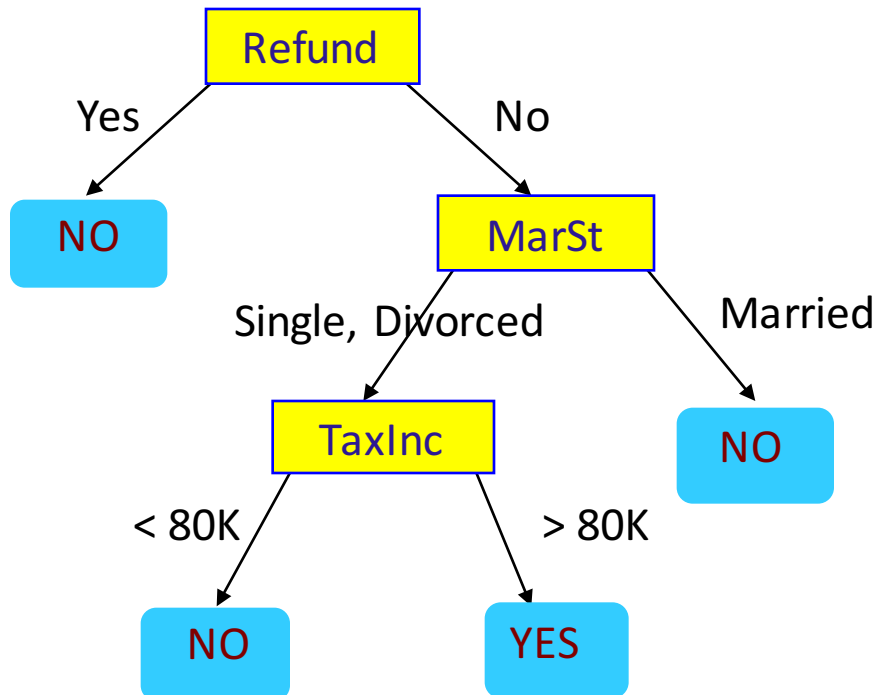 Refund
Yes
No
NO
MarSt
Single, Divorced
Married
TaxInc
NO
< 80K
> 80K
NO
YES